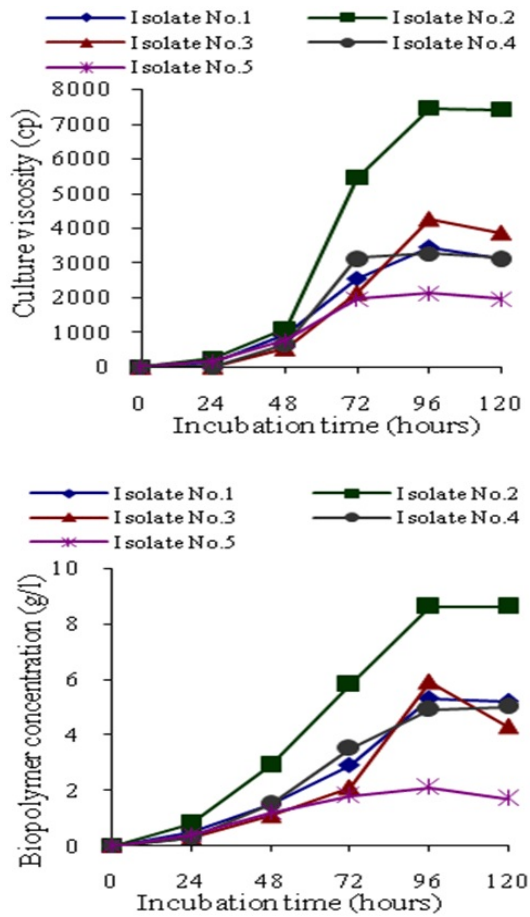 Isolate No.1 Isolate No.2
Isolate No.3 Isolate No.4
Isolate No.5
Culture viscosity (cp)
8000
7000
6000
5000
4000
3000
2000
1000
0
0 24 48 72 96 120
Incubation time (hours)
Isolate No.1 Isolate No.2
Isolate No.3 Isolate No.4
Isolate No.5
Biopolymer concentration (g/l)
10
8
6
4
2
0
0 24 48 72 96 120
Incubation time (hours)